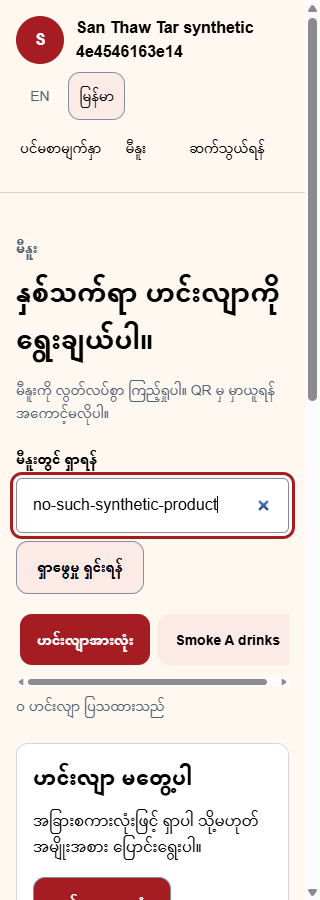 S
San Thaw Tar synthetic
4e4546163e14
EN
မြန်မာ
ပင်မစာမျက်နှာ
မီနူး
ဆက်သွယ်ရန်
မီနူး
နှစ်သက်ရာ ဟင်းလျာကို
ရွေးချယ်ပါ။
မီနူးကို လွတ်လပ်စွာ ကြည့်ရှုပါ။ QR မှ မှာယူရန်
အကောင့်မလိုပါ။
မီနူးတွင် ရှာရန်
no-such-synthetic-product
ရှာဖွေမှု ရှင်းရန်
ဟင်းလျာအားလုံး
Smoke A drinks
၀ ဟင်းလျာ ပြသထားသည်
ဟင်းလျာ မတွေ့ပါ
အခြားစကားလုံးဖြင့် ရှာပါ သို့မဟုတ်
အမျိုးအစား ပြောင်းရွေးပါ။